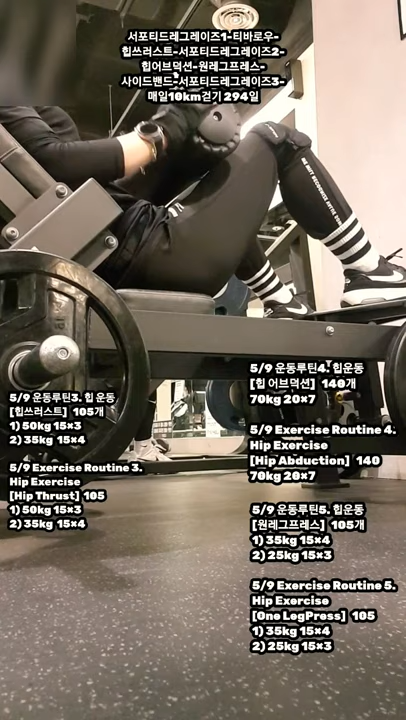 서포티드레그레이즈1-티바로우-
힙쓰러스트-서포티드레그레이즈2-
힙어브덕션-원레그프레스-
사이드밴드-서포티드레그레이즈3-
매일10km걷기 294일
5/9 운동루틴3. 힙 운동
[힙쓰러스트] 105개
1) 50kg 15×3
2) 35kg 15×4
5/9 Exercise Routine 3.
Hip Exercise
[Hip Thrust] 105
1) 50kg 15×3
2) 35kg 15×4
5/9 운동루틴4. 힙운동
[힙 어브덕션] 140개
70kg 20×7
5/9 Exercise Routine 4.
Hip Exercise
[Hip Abduction] 140
70kg 20×7
5/9 운동루틴5. 힙운동
[원레그프레스] 105개
1) 35kg 15×4
2) 25kg 15×3
5/9 Exercise Routine 5.
Hip Exercise
[One LegPress] 105
1) 35kg 15×4
2) 25kg 15×3